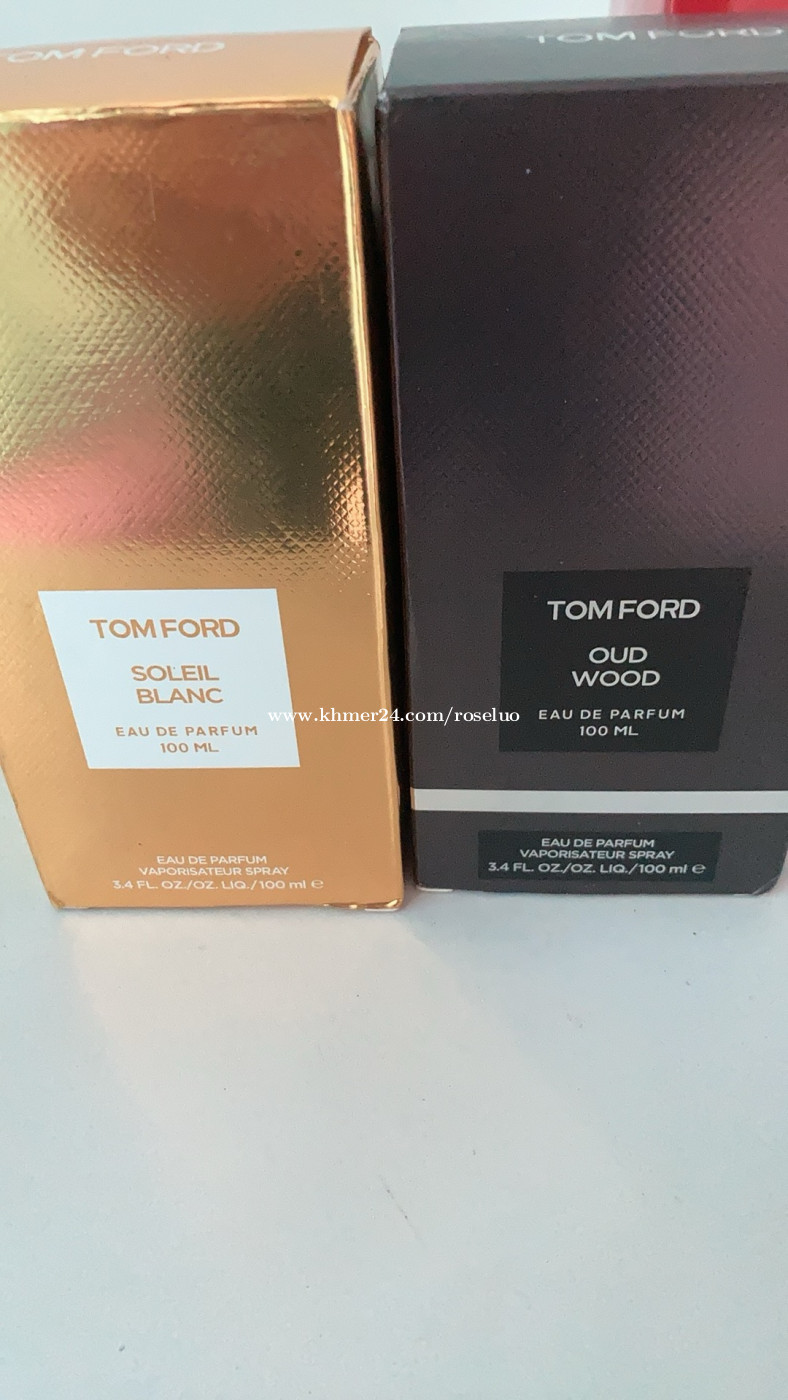 TOM FORD
TOM FORD
SOLEIL
BLANC
EAU DE PARFUM
100 ML
EAU DE PARFUM
VAPORISATEUR SPRAY
3.4 FL. OZ./OZ. LIQ./100 ml e
TOM FORD
TOM FORD
OUD
WOOD
EAU DE PARFUM
100 ML
EAU DE PARFUM
VAPORISATEUR SPRAY
3.4 FL. OZ./OZ. LIQ./100 ml e
www.khmer24.com/roseluo